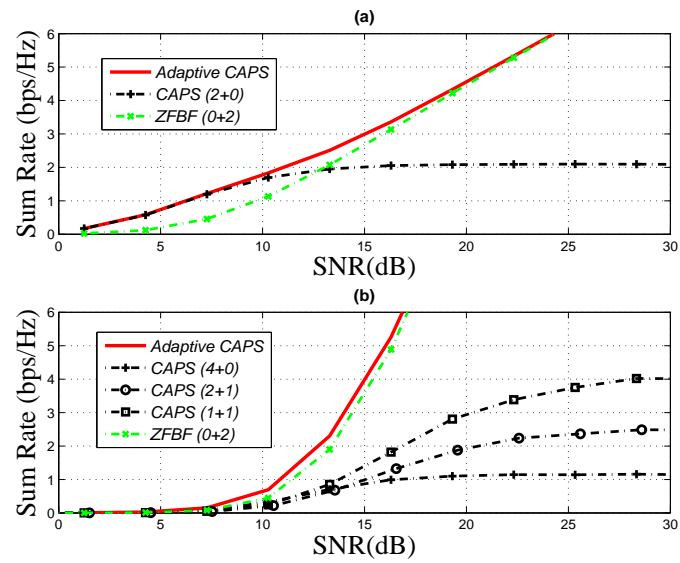 (a)
Sum Rate (bps/Hz)
6
5
4
3
2
1
0
Adaptive CAPS
CAPS (2+0)
ZFBF (0+2)
0 5 10 15 20 25 30
SNR(dB)
(b)
Sum Rate (bps/Hz)
6
5
4
3
2
1
0
Adaptive CAPS
CAPS (4+0)
CAPS (2+1)
CAPS (1+1)
ZFBF (0+2)
0 5 10 15 20 25 30
SNR(dB)